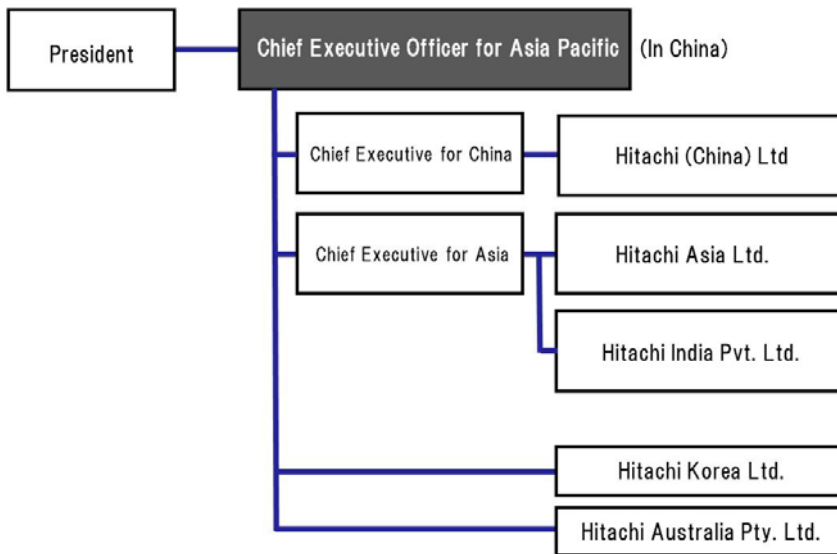 President
Chief Executive Officer for Asia Pacific
(In China)
Chief Executive for China
Hitachi (China) Ltd
Chief Executive for Asia
Hitachi Asia Ltd.
Hitachi India Pvt. Ltd.
Hitachi Korea Ltd.
Hitachi Australia Pty. Ltd.